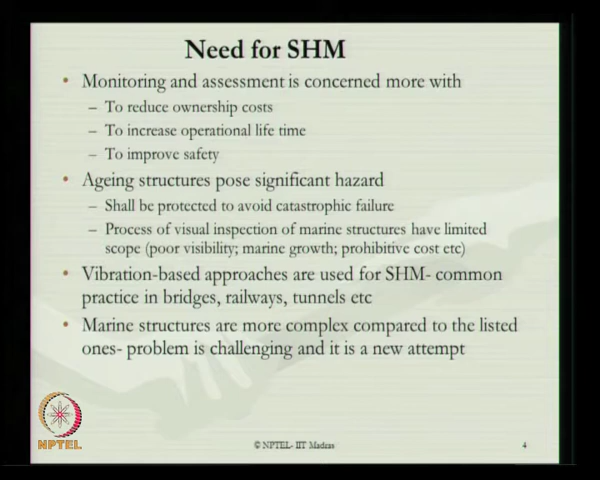 Need for SHM
• Monitoring and assessment is concerned more with
– To reduce ownership costs
– To increase operational life time
– To improve safety
• Ageing structures pose significant hazard
– Shall be protected to avoid catastrophic failure
– Process of visual inspection of marine structures have limited
scope (poor visibility; marine growth; prohibitive cost etc)
• Vibration-based approaches are used for SHM- common
practice in bridges, railways, tunnels etc
• Marine structures are more complex compared to the listed
ones- problem is challenging and it is a new attempt
NPTEL
© NPTEL- IIT Madras
4